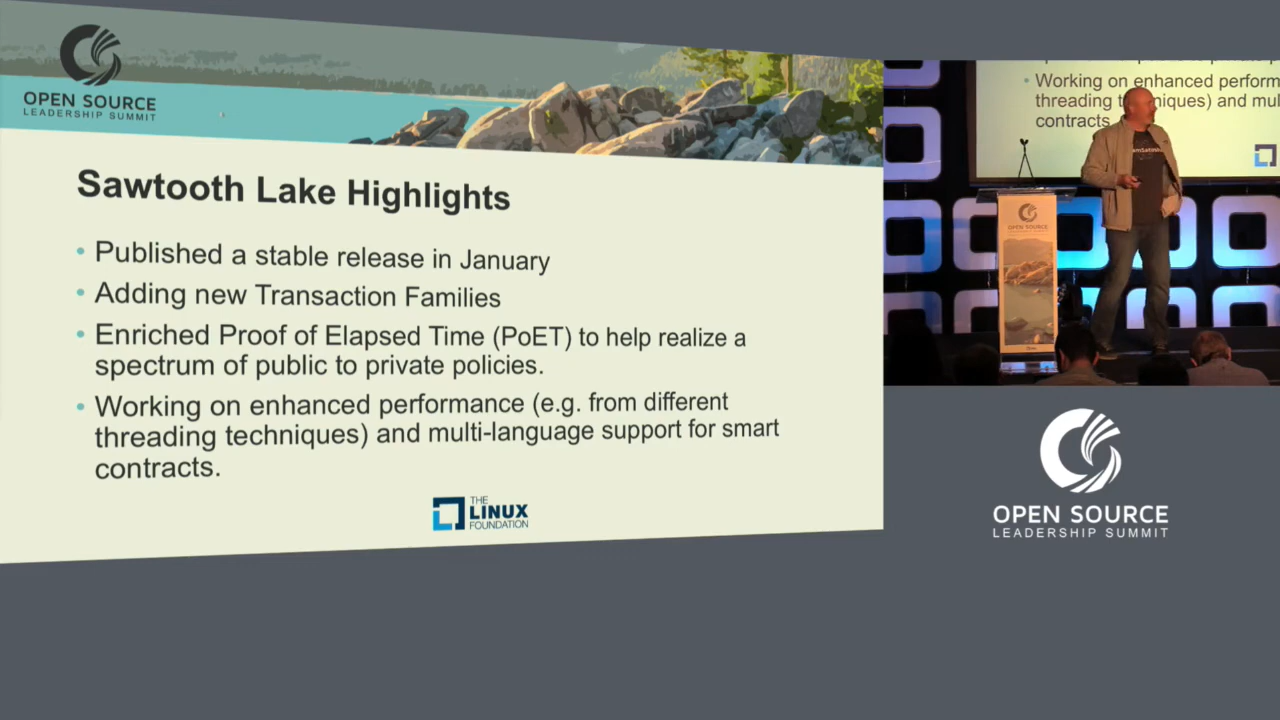 OPEN SOURCE
LEADERSHIP SUMMIT
Sawtooth Lake Highlights
• Published a stable release in January
• Adding new Transaction Families
• Enriched Proof of Elapsed Time (PoET) to help realize a
spectrum of public to private policies.
• Working on enhanced performance (e.g. from different
threading techniques) and multi-language support for smart
contracts.
THE
LINUX
FOUNDATION
• Working on enhanced perform
threading
contracts.
OPEN SOURCE
OPEN SOURCE
LEADERSHIP SUMMIT